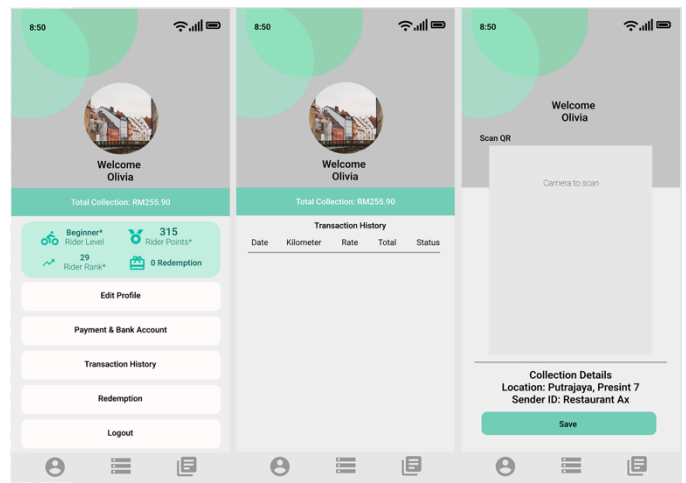 8:50
Welcome
Olivia
Total Collection: RM255.90
Beginner*
Rider Level
315
Rider Points*
29
Rider Rank*
0 Redemption
Edit Profile
Payment & Bank Account
Transaction History
Redemption
Logout
8:50
Welcome
Olivia
Total Collection: RM255.90
Transaction History
Date Kilometer Rate Total Status
8:50
Welcome
Olivia
Scan QR
Camera to scan
Collection Details
Location: Putrajaya, Presint 7
Sender ID: Restaurant Ax
Save